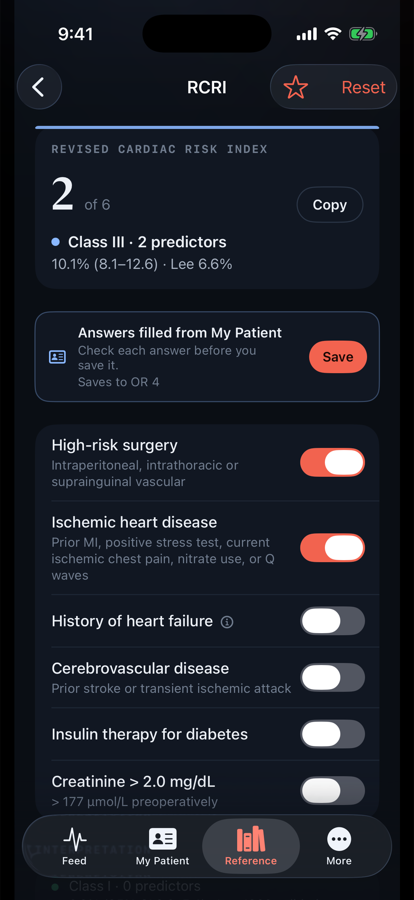 9:41
RCRI
Reset
REVISED CARDIAC RISK INDEX
2 of 6
Copy
Class III · 2 predictors
10.1% (8.1–12.6) · Lee 6.6%
Answers filled from My Patient
Check each answer before you
save it.
Saves to OR 4
Save
High-risk surgery
Intraperitoneal, intrathoracic or
suprainguinal vascular
Ischemic heart disease
Prior MI, positive stress test, current
ischemic chest pain, nitrate use, or Q
waves
History of heart failure
Cerebrovascular disease
Prior stroke or transient ischemic attack
Insulin therapy for diabetes
Creatinine > 2.0 mg/dL
> 177 µmol/L preoperatively
Feed
My Patient
Reference
More
Class I · 0 predictors